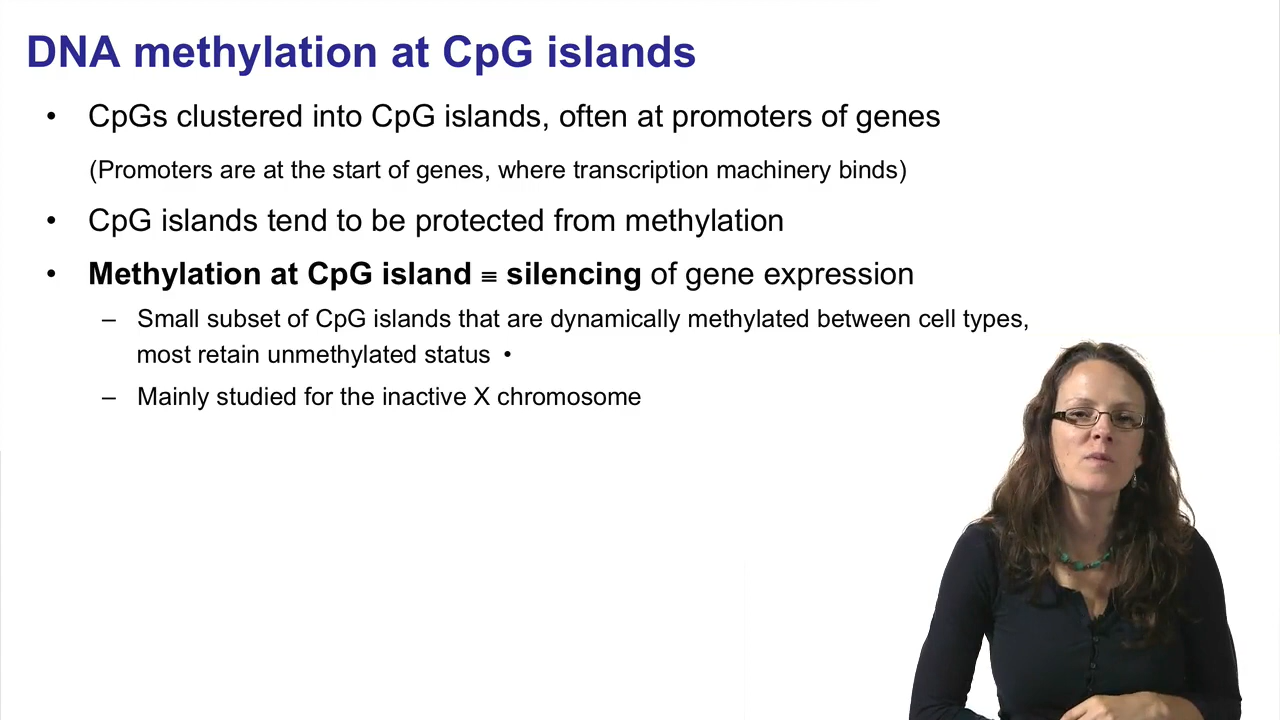 DNA methylation at CpG islands
• CpGs clustered into CpG islands, often at promoters of genes
(Promoters are at the start of genes, where transcription machinery binds)
• CpG islands tend to be protected from methylation
• Methylation at CpG island ≡ silencing of gene expression
– Small subset of CpG islands that are dynamically methylated between cell types,
most retain unmethylated status •
– Mainly studied for the inactive X chromosome